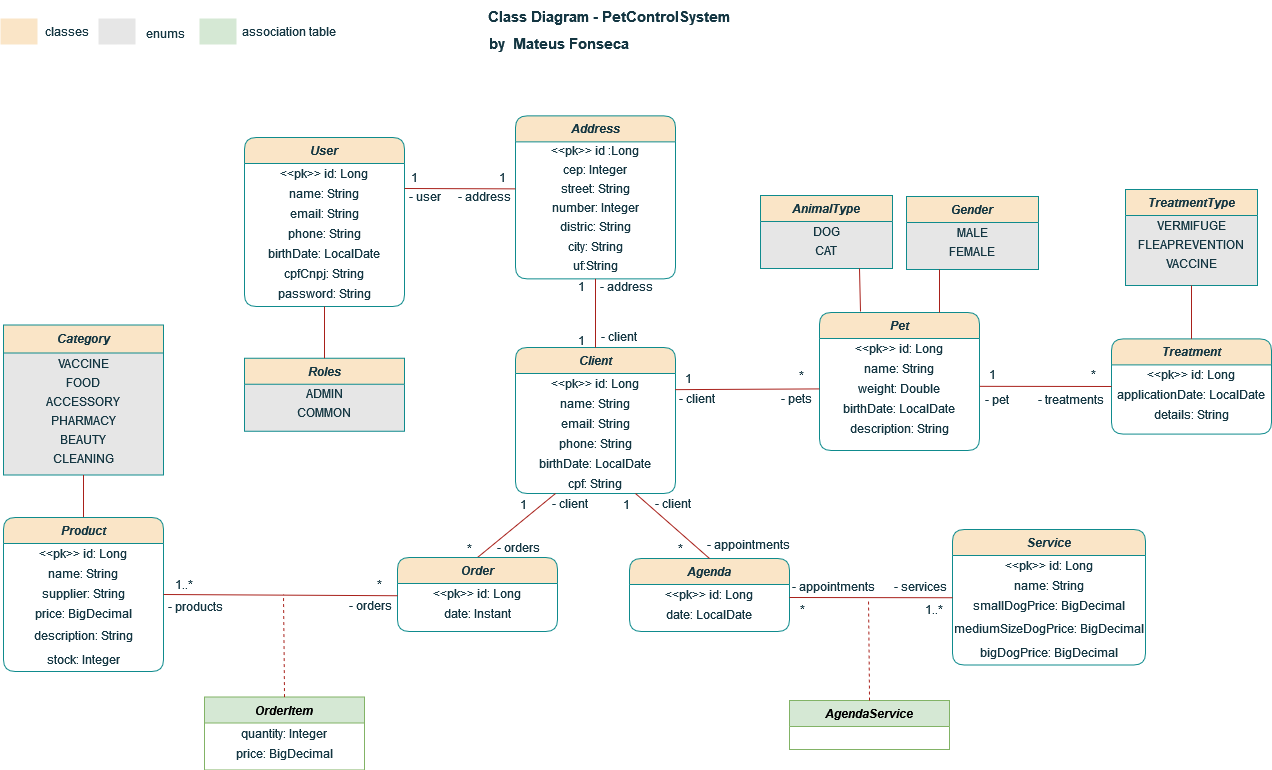 Class Diagram - PetControlSystem
by Mateus Fonseca
classes
enums
association table
User
<<pk>> id: Long
name: String
email: String
phone: String
birthDate: LocalDate
cpfCnpj: String
password: String
1
- user
1
- address
Address
<<pk>> id :Long
cep: Integer
street: String
number: Integer
distric: String
city: String
uf:String
1
- address
1
- client
Roles
ADMIN
COMMON
AnimalType
DOG
CAT
Gender
MALE
FEMALE
TreatmentType
VERMIFUGE
FLEAPREVENTION
VACCINE
Category
VACCINE
FOOD
ACCESSORY
PHARMACY
BEAUTY
CLEANING
Client
<<pk>> id: Long
name: String
email: String
phone: String
birthDate: LocalDate
cpf: String
1
- client
*
- pets
Pet
<<pk>> id: Long
name: String
weight: Double
birthDate: LocalDate
description: String
1
- pet
*
- treatments
Treatment
<<pk>> id: Long
applicationDate: LocalDate
details: String
1
- client
*
- orders
1
- client
*
- appointments
Product
<<pk>> id: Long
name: String
supplier: String
price: BigDecimal
description: String
stock: Integer
1..*
- products
*
- orders
Order
<<pk>> id: Long
date: Instant
Agenda
<<pk>> id: Long
date: LocalDate
- appointments
*
- services
1..*
Service
<<pk>> id: Long
name: String
smallDogPrice: BigDecimal
mediumSizeDogPrice: BigDecimal
bigDogPrice: BigDecimal
OrderItem
quantity: Integer
price: BigDecimal
AgendaService